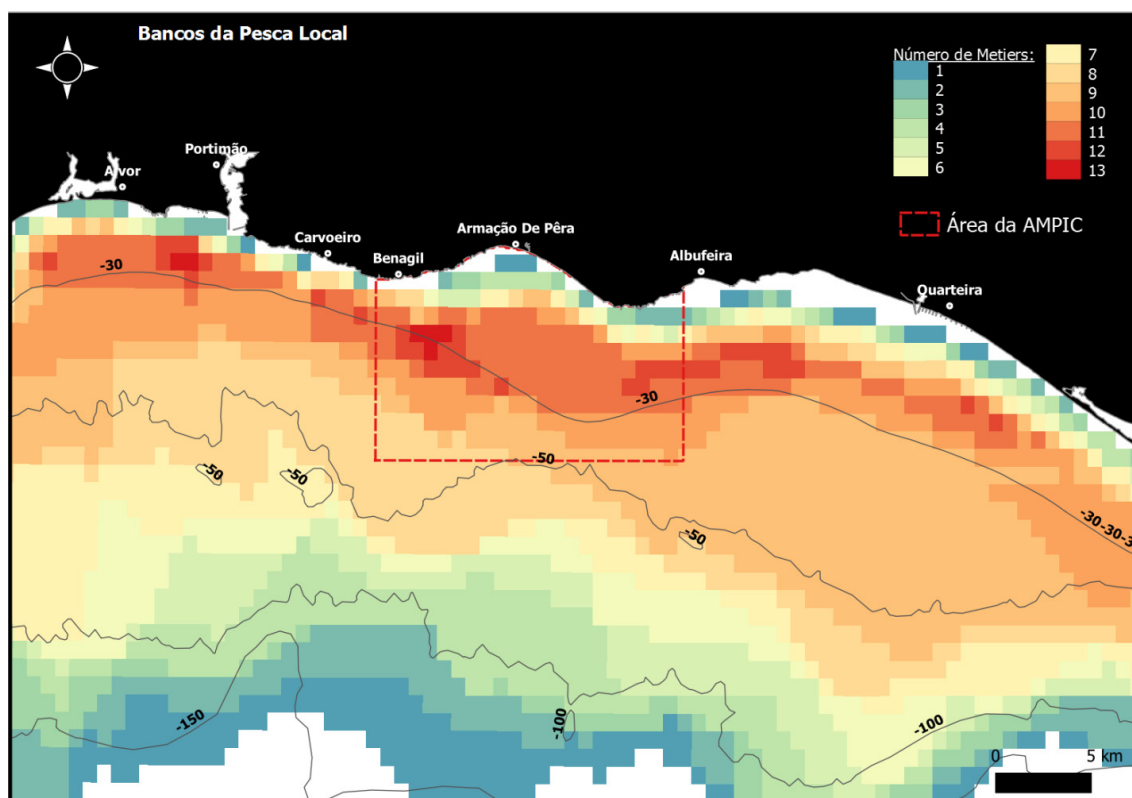 Bancos da Pesca Local
Número de Metiers:
1
2
3
4
5
6
7
8
9
10
11
12
13
Área da AMPIC
Portimão
Alvor
Carvoeiro
Benagil
Armação De Pêra
Albufeira
Quarteira
-30
-30
-30
-30
-50
-50
-50
-50
-150
-100
-100
0 5 km